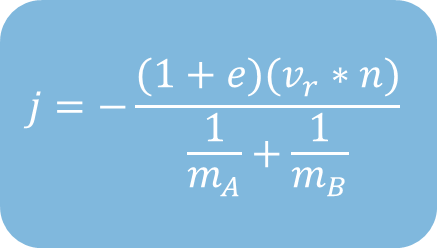 j = − (1 + e)(v_r * n) / (1/m_A + 1/m_B)